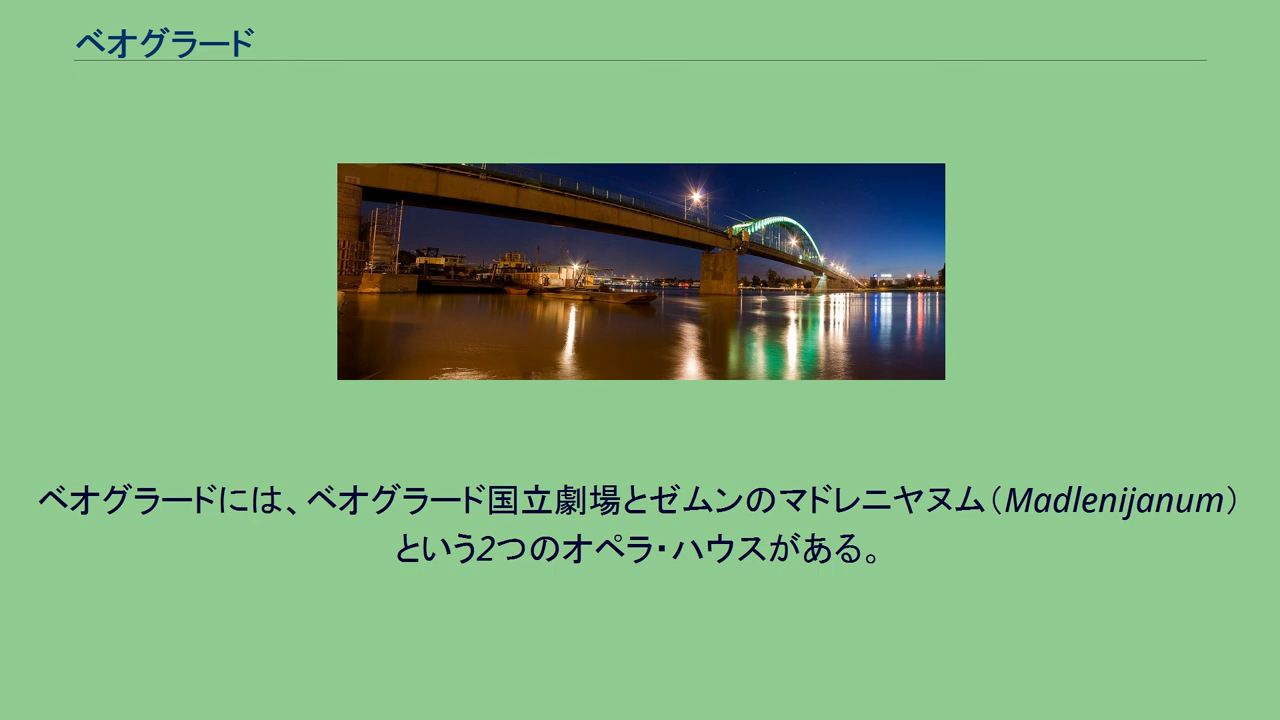 ベオグラード
ベオグラードには、ベオグラード国立劇場とゼムンのマドレニヤヌム（Madlenijanum）
という2つのオペラ・ハウスがある。